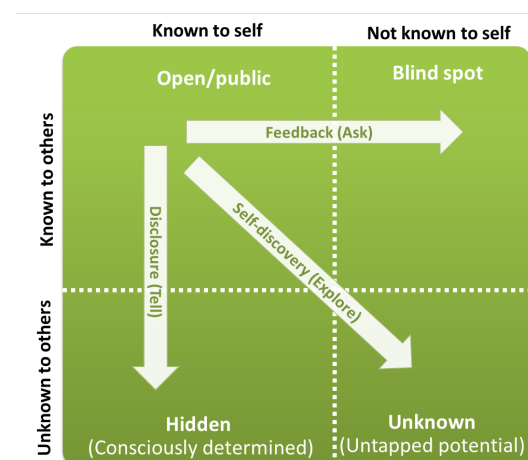 Known to self
Not known to self
Open/public
Blind spot
Known to others
Feedback (Ask)
Disclosure (Tell)
Self-discovery (Explore)
Unknown to others
Hidden
(Consciously determined)
Unknown
(Untapped potential)